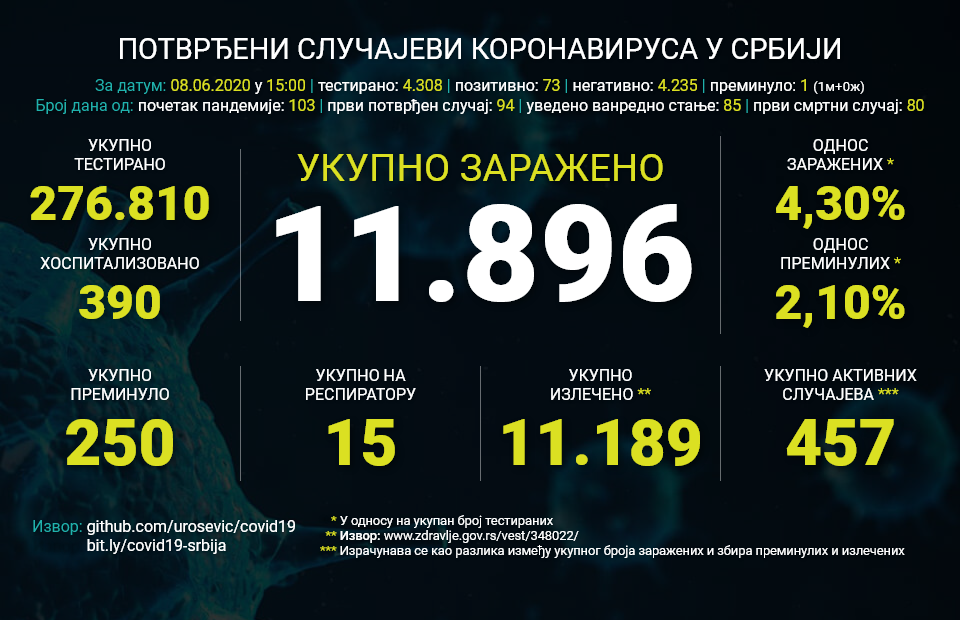 ПОТВРЂЕНИ СЛУЧАЈЕВИ КОРОНАВИРУСА У СРБИЈИ
За датум: 08.06.2020 у 15:00 | тестирано: 4.308 | позитивно: 73 | негативно: 4.235 | преминуло: 1 (1м+0ж)
Број дана од: почетак пандемије: 103 | први потврђен случај: 94 | уведено ванредно стање: 85 | први смртни случај: 80
УКУПНО
ТЕСТИРАНО
276.810
УКУПНО
ХОСПИТАЛИЗОВАНО
390
УКУПНО ЗАРАЖЕНО
11.896
ОДНОС
ЗАРАЖЕНИХ *
4,30%
ОДНОС
ПРЕМИНУЛИХ *
2,10%
УКУПНО
ПРЕМИНУЛО
250
УКУПНО НА
РЕСПИРАТОРУ
15
УКУПНО
ИЗЛЕЧЕНО **
11.189
УКУПНО АКТИВНИХ
СЛУЧАЈЕВА ***
457
Извор: github.com/urosevic/covid19
bit.ly/covid19-srbija
* У односу на укупан број тестираних
** Извор: www.zdravlje.gov.rs/vest/348022/
*** Израчунава се као разлика између укупног броја заражених и збира преминулих и излечених